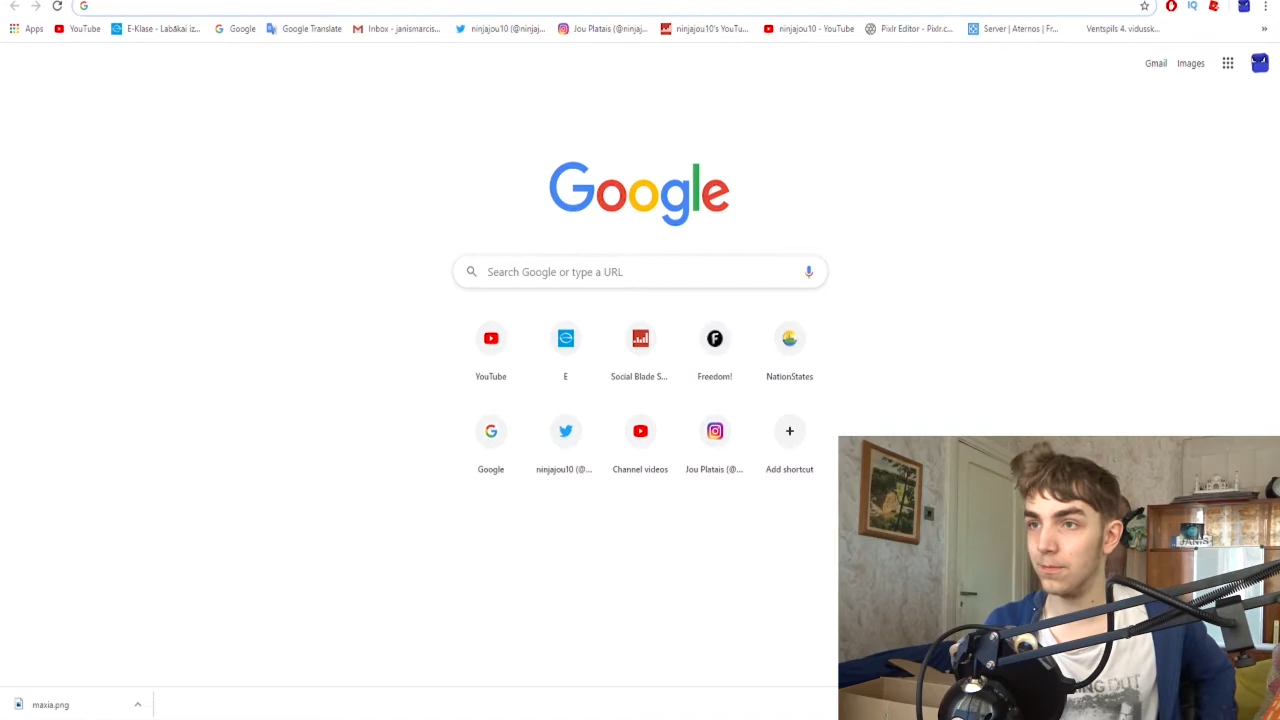 Apps YouTube E-Klase - Labākai iz... Google Google Translate Inbox - janismarcis... ninjajou10 (@ninjaj... Jou Platais (@ninjaj... ninjajou10's YouTu... ninjajou10 - YouTube Pixlr Editor - Pixlr.c... Server | Aternos | Fr... Ventspils 4. vidussk... »
Gmail Images
Google
Search Google or type a URL
YouTube E Social Blade S... Freedom! NationStates
Google ninjajou10 (@... Channel videos Jou Platais (@... Add shortcut
JANIS
maxia.png